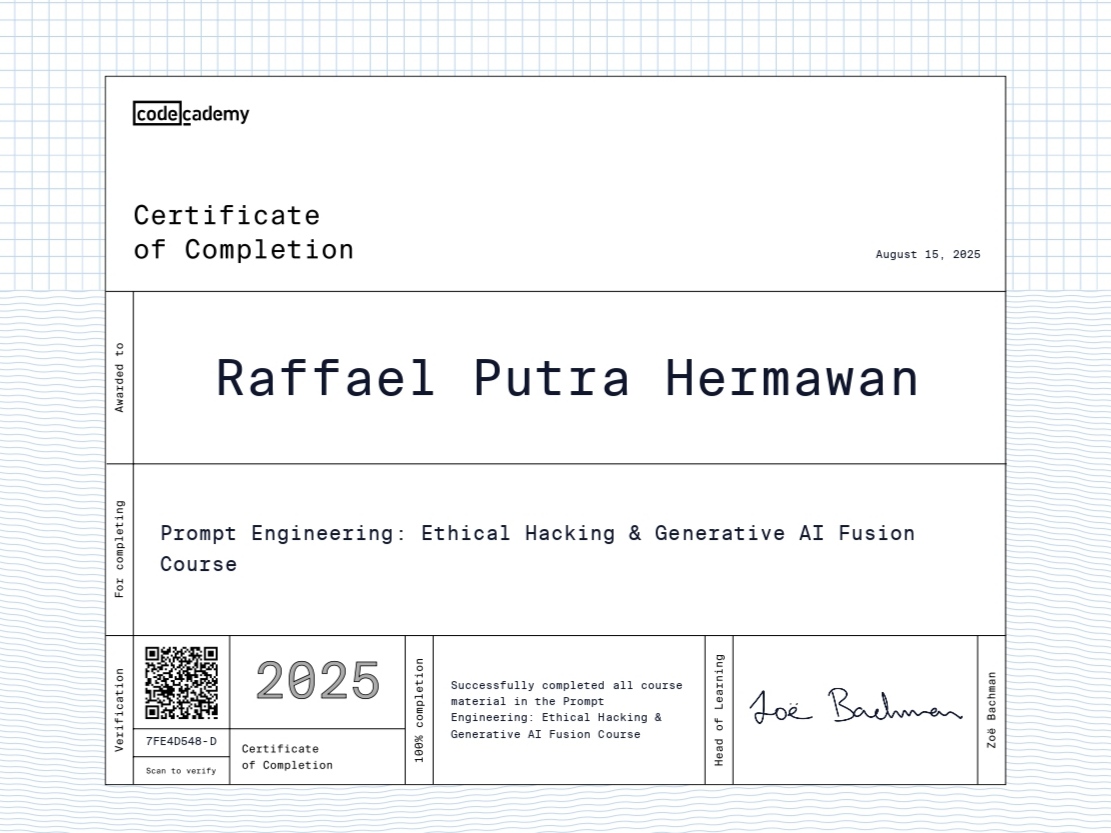 codecademy
Certificate
of Completion
August 15, 2025
Awarded to
Raffael Putra Hermawan
For completing
Prompt Engineering: Ethical Hacking & Generative AI Fusion
Course
Verification
7FE4D548-D
Scan to verify
2025
Certificate
of Completion
100% completion
Successfully completed all course
material in the Prompt
Engineering: Ethical Hacking &
Generative AI Fusion Course
Head of Learning
Zoë Bachman
Zoë Bachman